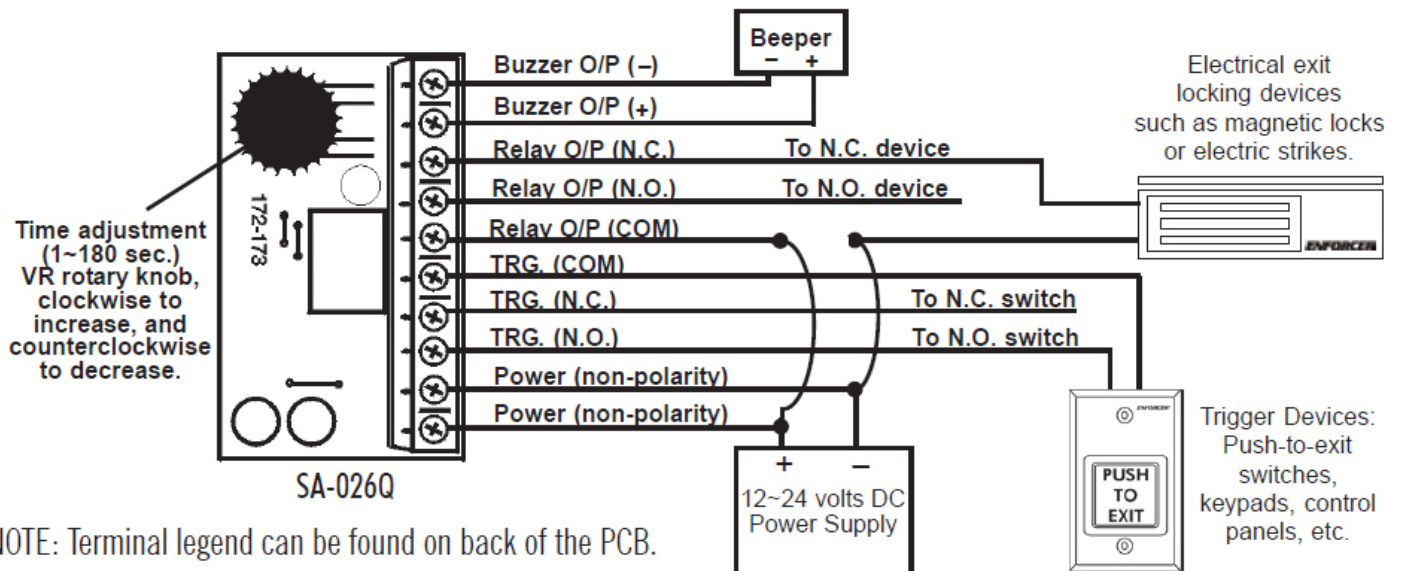 Beeper
− +
Buzzer O/P (−)
Buzzer O/P (+)
Relay O/P (N.C.) To N.C. device
Relay O/P (N.O.) To N.O. device
Relay O/P (COM)
TRG. (COM)
TRG. (N.C.) To N.C. switch
TRG. (N.O.) To N.O. switch
Power (non-polarity)
Power (non-polarity)
172-173
Time adjustment
(1~180 sec.)
VR rotary knob,
clockwise to
increase, and
counterclockwise
to decrease.
SA-026Q
+ −
12~24 volts DC
Power Supply
Electrical exit
locking devices
such as magnetic locks
or electric strikes.
ENFORCER
ENFORCER
PUSH
TO
EXIT
Trigger Devices:
Push-to-exit
switches,
keypads, control
panels, etc.
NOTE: Terminal legend can be found on back of the PCB.